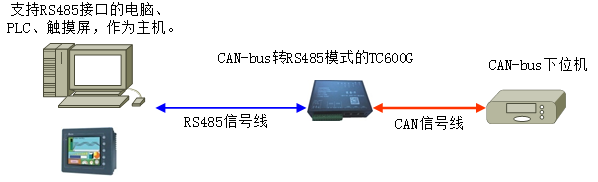 支持RS485接口的电脑、
PLC、触摸屏，作为主机。
CAN-bus转RS485模式的TC600G
CAN-bus下位机
RS485信号线
CAN信号线